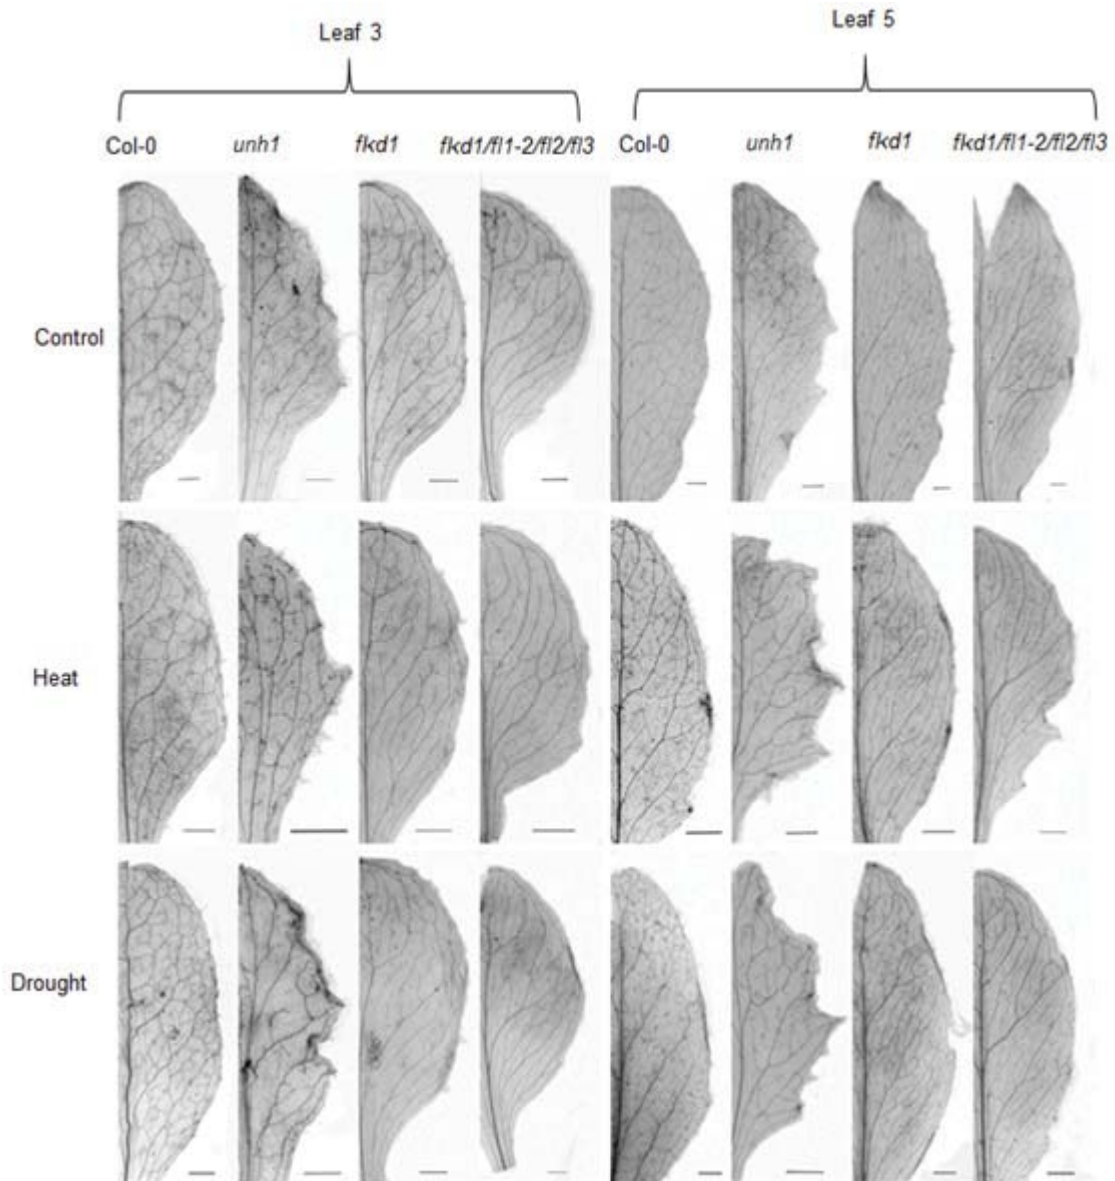 Leaf 3
Leaf 5
Col-0 unh1 fkd1 fkd1/fl1-2/fl2/fl3 Col-0 unh1 fkd1 fkd1/fl1-2/fl2/fl3
Control
Heat
Drought